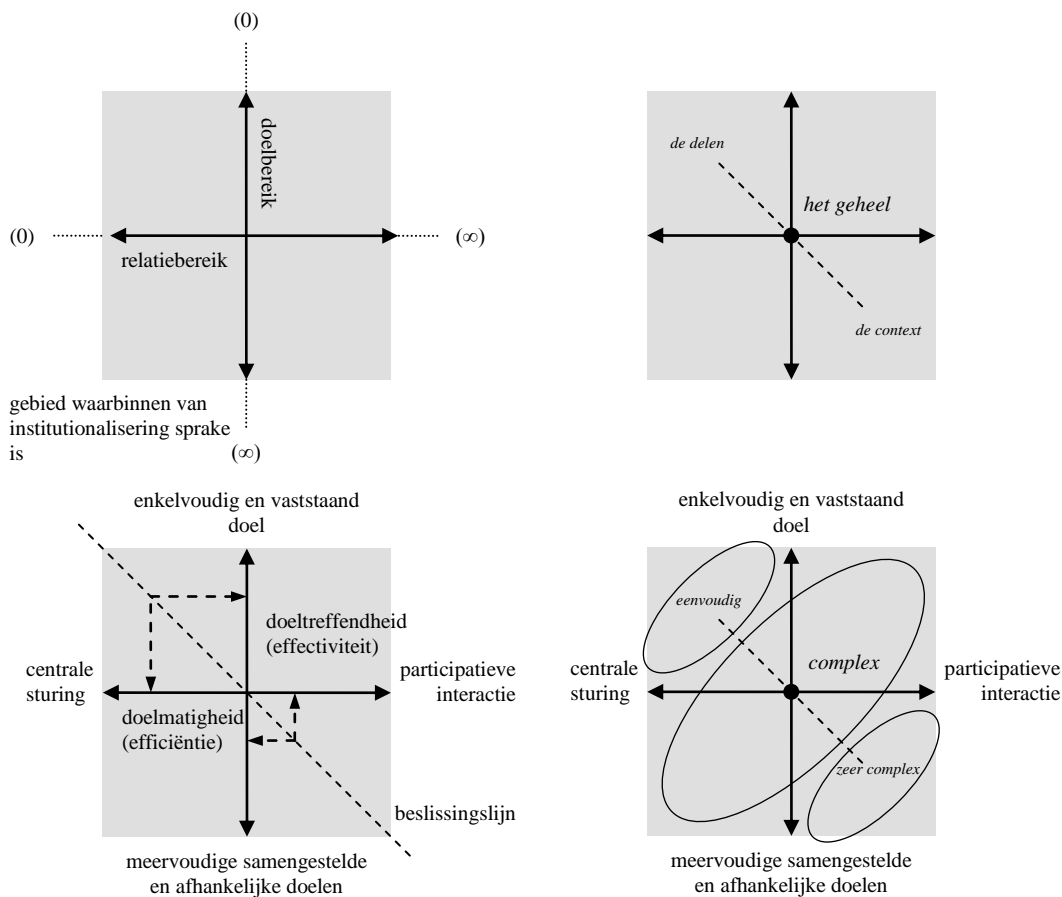 (0)
doelbereik
(0)
(∞)
relatiebereik
gebied waarbinnen van
institutionalisering sprake
is
(∞)
de delen
het geheel
de context
enkelvoudig en vaststaand
doel
doeltreffendheid
(effectiviteit)
centrale
sturing
participatieve
interactie
doelmatigheid
(efficiëntie)
beslissingslijn
meervoudige samengestelde
en afhankelijke doelen
enkelvoudig en vaststaand
doel
eenvoudig
complex
centrale
sturing
participatieve
interactie
zeer complex
meervoudige samengestelde
en afhankelijke doelen